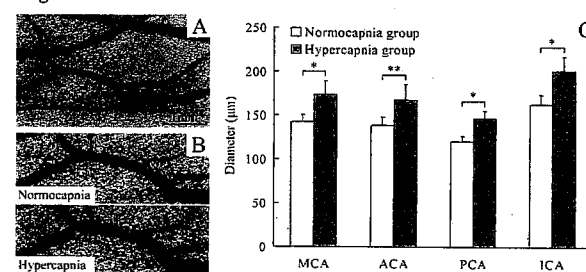 A
B
Normocapnia
Hypercapnia
C
Normocapnia group
Hypercapnia group
Diameter (μm)
250
200
150
100
50
0
*
**
*
*
MCA
ACA
PCA
ICA